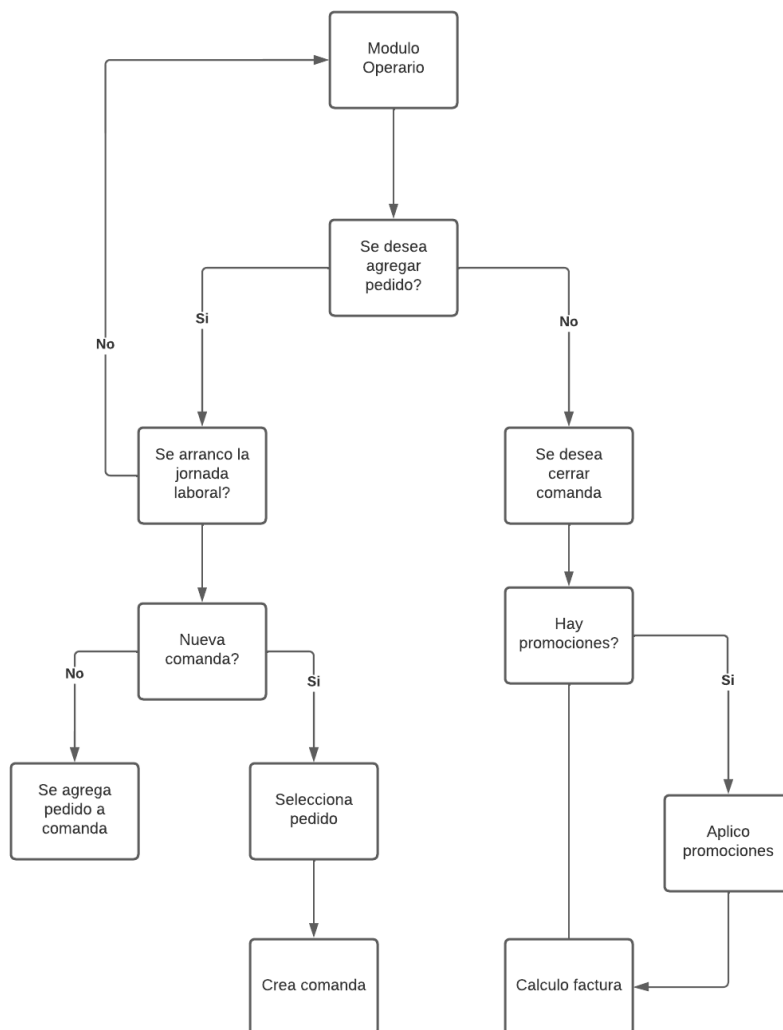 Modulo
Operario
Se desea
agregar
pedido?
Si
No
No
Se arranco la
jornada
laboral?
Se desea
cerrar
comanda
Nueva
comanda?
Hay
promociones?
No
Si
Si
Se agrega
pedido a
comanda
Selecciona
pedido
Aplico
promociones
Crea comanda
Calculo factura